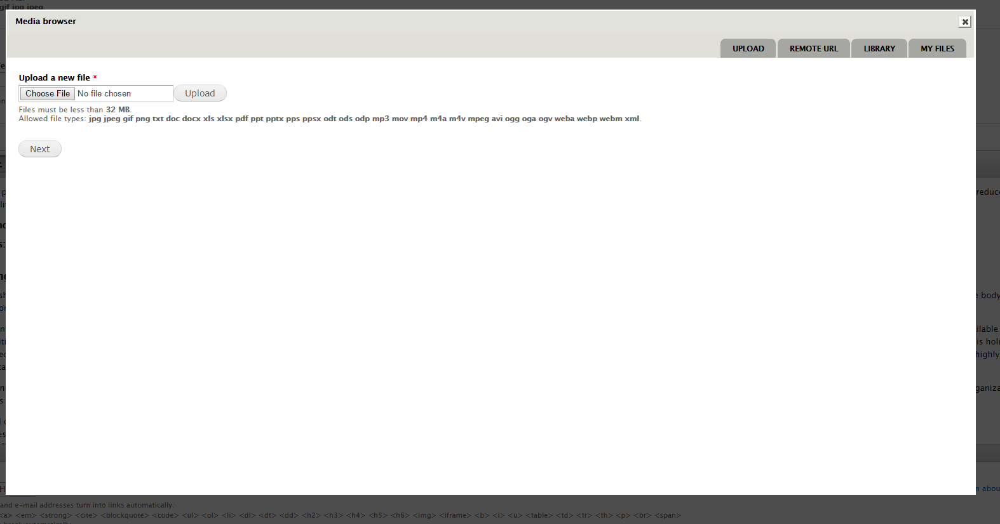 gif jpg jpeg.
Media browser
UPLOAD REMOTE URL LIBRARY MY FILES
Upload a new file *
Choose File No file chosen Upload
Files must be less than 32 MB.
Allowed file types: jpg jpeg gif png txt doc docx xls xlsx pdf ppt pptx pps ppsx odt ods odp mp3 mov mp4 m4a m4v mpeg avi ogg oga ogv weba webp webm xml.
Next
body
is
highly
and e-mail addresses turn into links automatically.
<a> <em> <strong> <cite> <blockquote> <code> <ul> <ol> <li> <dl> <dt> <dd> <h2> <h3> <h4> <h5> <h6> <img> <iframe> <b> <i> <u> <table> <td> <tr> <th> <p> <br> <span>